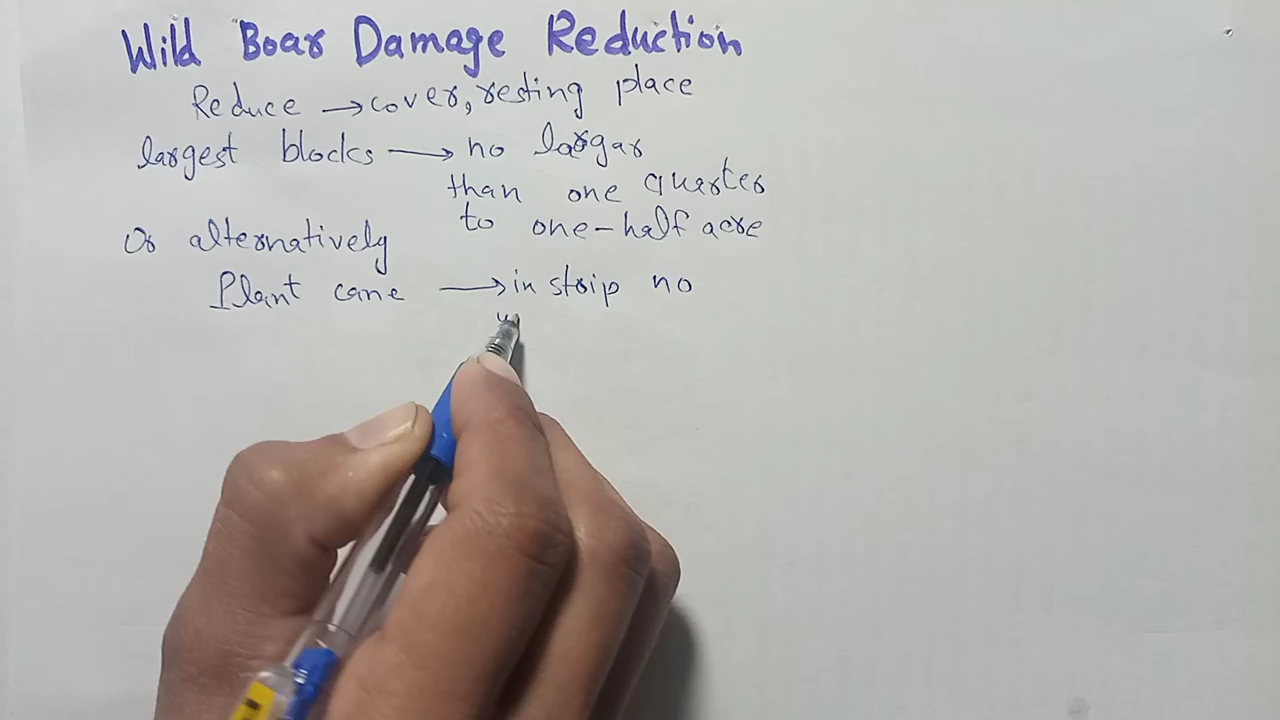 Wild Boar Damage Reduction
Reduce → cover, resting place
largest blocks → no largar
than one quarter
to one-half acre
Or alternatively
Plant cane → in strip no